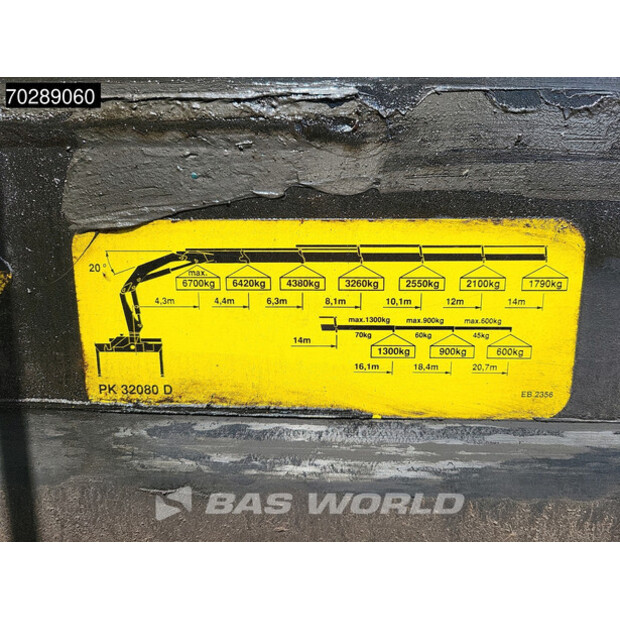 70289060
20°
max.
6700kg 6420kg 4380kg 3260kg 2550kg 2100kg 1790kg
4,3m 4,4m 6,3m 8,1m 10,1m 12m 14m
max.1300kg max.900kg max.600kg
14m 70kg 60kg 45kg
1300kg 900kg 600kg
16,1m 18,4m 20,7m
PK 32080 D
EB 2356
BAS WORLD